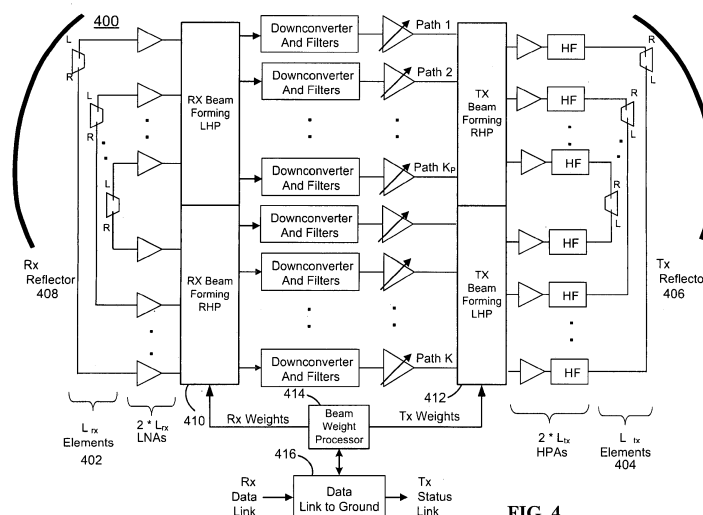 400
L
R
L
R
L
R
Rx
Reflector
408
L rx
Elements
402
2 * Lrx
LNAs
RX Beam
Forming
LHP
RX Beam
Forming
RHP
410
Downconverter
And Filters
Path 1
Downconverter
And Filters
Path 2
Downconverter
And Filters
Path KP
Downconverter
And Filters
Downconverter
And Filters
Downconverter
And Filters
Path K
TX
Beam
Forming
RHP
TX
Beam
Forming
LHP
412
HF
HF
HF
HF
HF
HF
R
L
R
L
R
L
Tx
Reflector
406
2 * Ltx
HPAs
L tx
Elements
404
414
Rx Weights
Beam
Weight
Processor
Tx Weights
416
Rx
Data
Link
Data
Link to Ground
Tx
Status
Link
FIG. 4